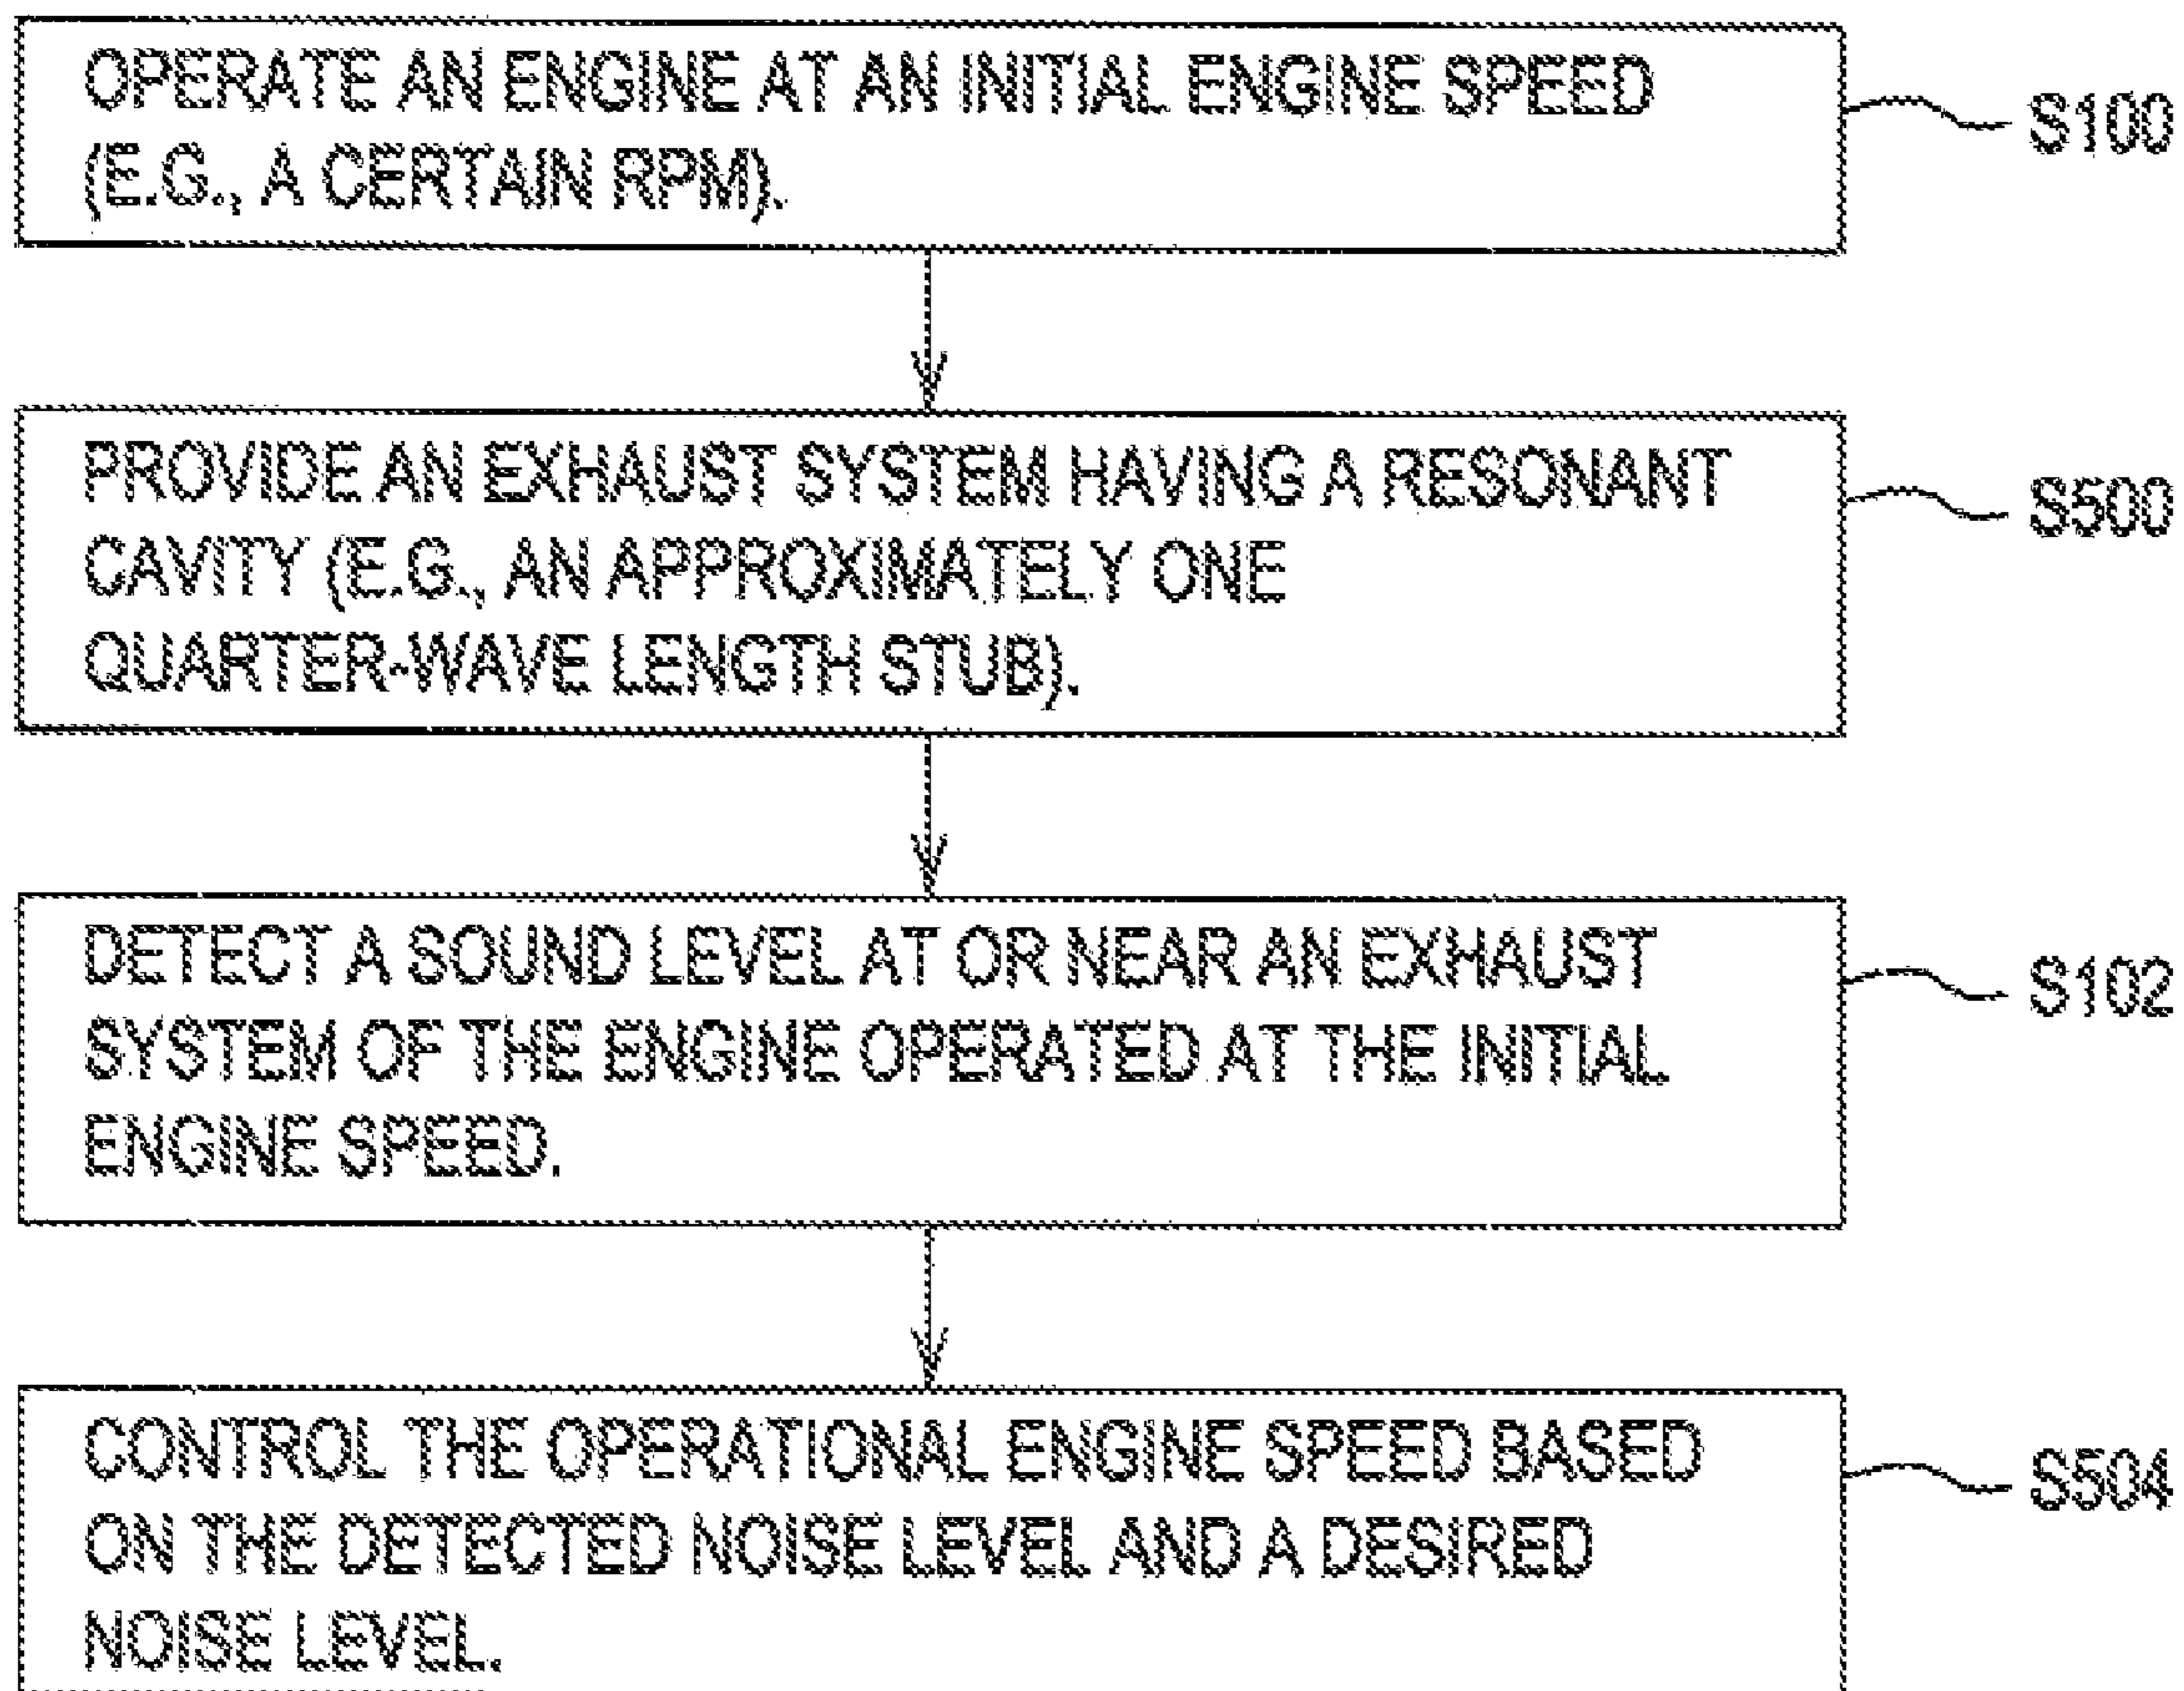 OPERATE AN ENGINE AT AN INITIAL ENGINE SPEED
(E.G., A CERTAIN RPM).
S100
PROVIDE AN EXHAUST SYSTEM HAVING A RESONANT
CAVITY (E.G., AN APPROXIMATELY ONE
QUARTER-WAVE LENGTH STUB).
S500
DETECT A SOUND LEVEL AT OR NEAR AN EXHAUST
SYSTEM OF THE ENGINE OPERATED AT THE INITIAL
ENGINE SPEED.
S102
CONTROL THE OPERATIONAL ENGINE SPEED BASED
ON THE DETECTED NOISE LEVEL AND A DESIRED
NOISE LEVEL.
S504